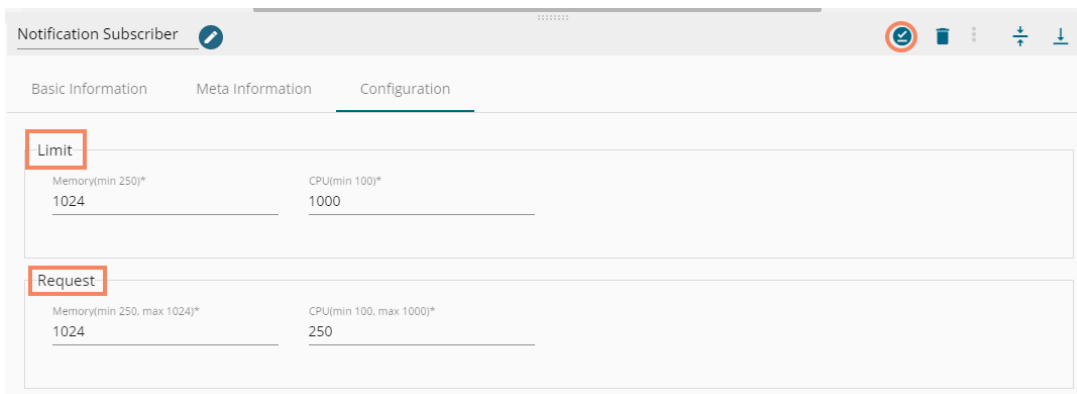 Notification Subscriber
Basic Information Meta Information Configuration
Limit
Memory(min 250)* CPU(min 100)*
1024 1000
Request
Memory(min 250, max 1024)* CPU(min 100, max 1000)*
1024 250